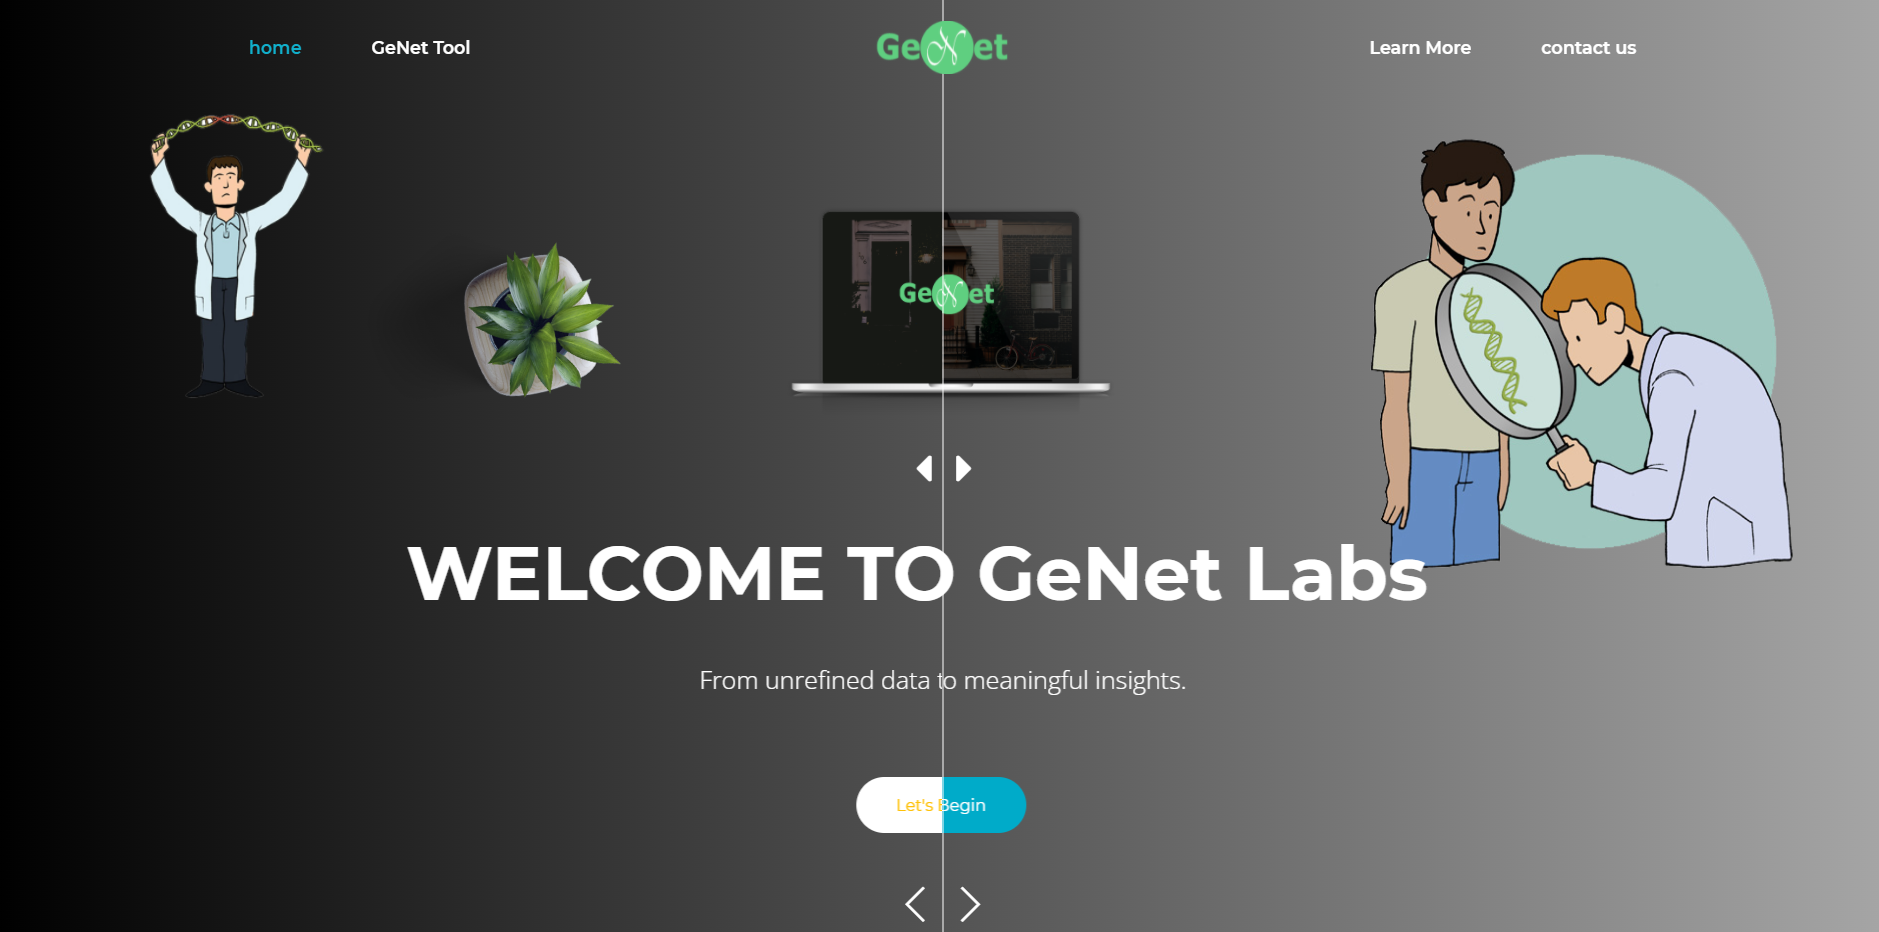 home
GeNet Tool
GeNet
Learn More
contact us
GeNet
WELCOME TO GeNet Labs
From unrefined data to meaningful insights.
Let's Begin